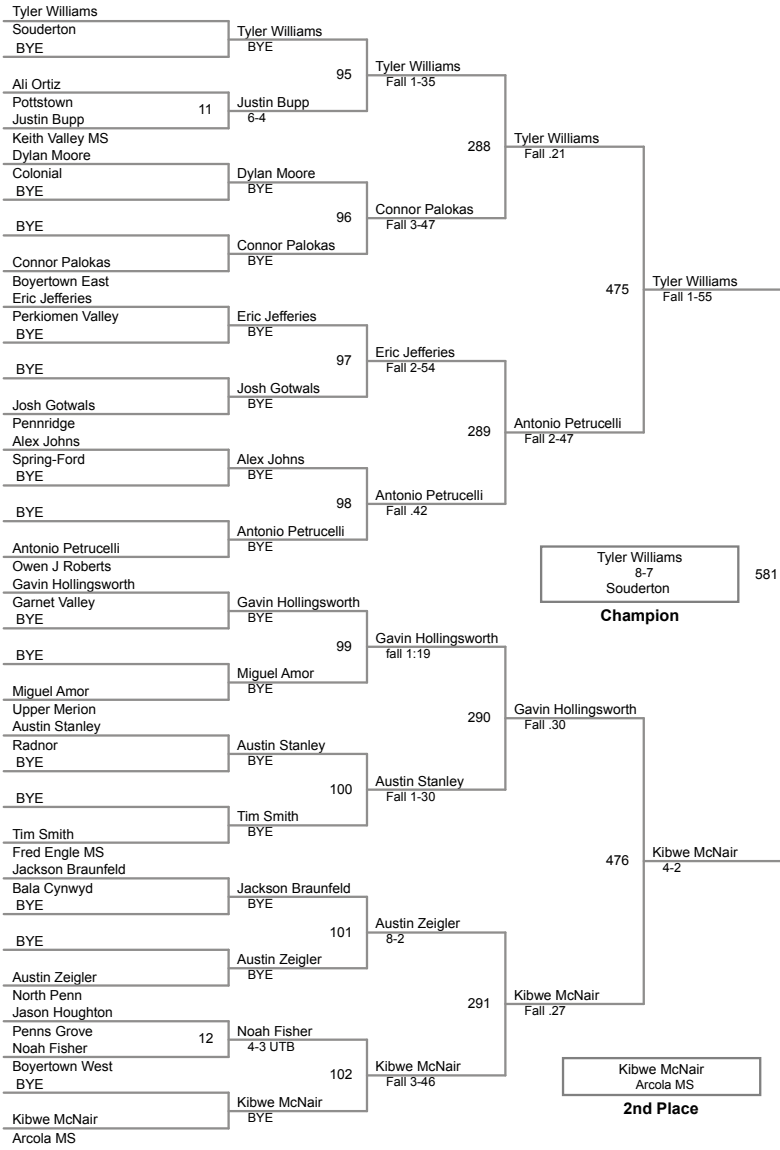 Tyler Williams
Souderton
BYE
Ali Ortiz
Pottstown
Justin Bupp
Keith Valley MS
Dylan Moore
Colonial
BYE
BYE
Connor Palokas
Boyertown East
Eric Jefferies
Perkiomen Valley
BYE
BYE
Josh Gotwals
Pennridge
Alex Johns
Spring-Ford
BYE
BYE
Antonio Petrucelli
Owen J Roberts
Gavin Hollingsworth
Garnet Valley
BYE
BYE
Miguel Amor
Upper Merion
Austin Stanley
Radnor
BYE
BYE
Tim Smith
Fred Engle MS
Jackson Braunfeld
Bala Cynwyd
BYE
BYE
Austin Zeigler
North Penn
Jason Houghton
Penns Grove
Noah Fisher
Boyertown West
BYE
Kibwe McNair
Arcola MS
11
12
Tyler Williams
BYE
95
Justin Bupp
6-4
Dylan Moore
BYE
96
Connor Palokas
BYE
Eric Jefferies
BYE
97
Josh Gotwals
BYE
Alex Johns
BYE
98
Antonio Petrucelli
BYE
Gavin Hollingsworth
BYE
99
Miguel Amor
BYE
Austin Stanley
BYE
100
Tim Smith
BYE
Jackson Braunfeld
BYE
101
Austin Zeigler
BYE
Noah Fisher
4-3 UTB
102
Kibwe McNair
BYE
Tyler Williams
Fall 1-35
288
Connor Palokas
Fall 3-47
Eric Jefferies
Fall 2-54
289
Antonio Petrucelli
Fall .42
Gavin Hollingsworth
fall 1:19
290
Austin Stanley
Fall 1-30
Austin Zeigler
8-2
291
Kibwe McNair
Fall 3-46
Tyler Williams
Fall .21
475
Antonio Petrucelli
Fall 2-47
Gavin Hollingsworth
Fall .30
476
Kibwe McNair
Fall .27
Tyler Williams
Fall 1-55
Kibwe McNair
4-2
Tyler Williams
8-7
Souderton
581
Champion
Kibwe McNair
Arcola MS
2nd Place